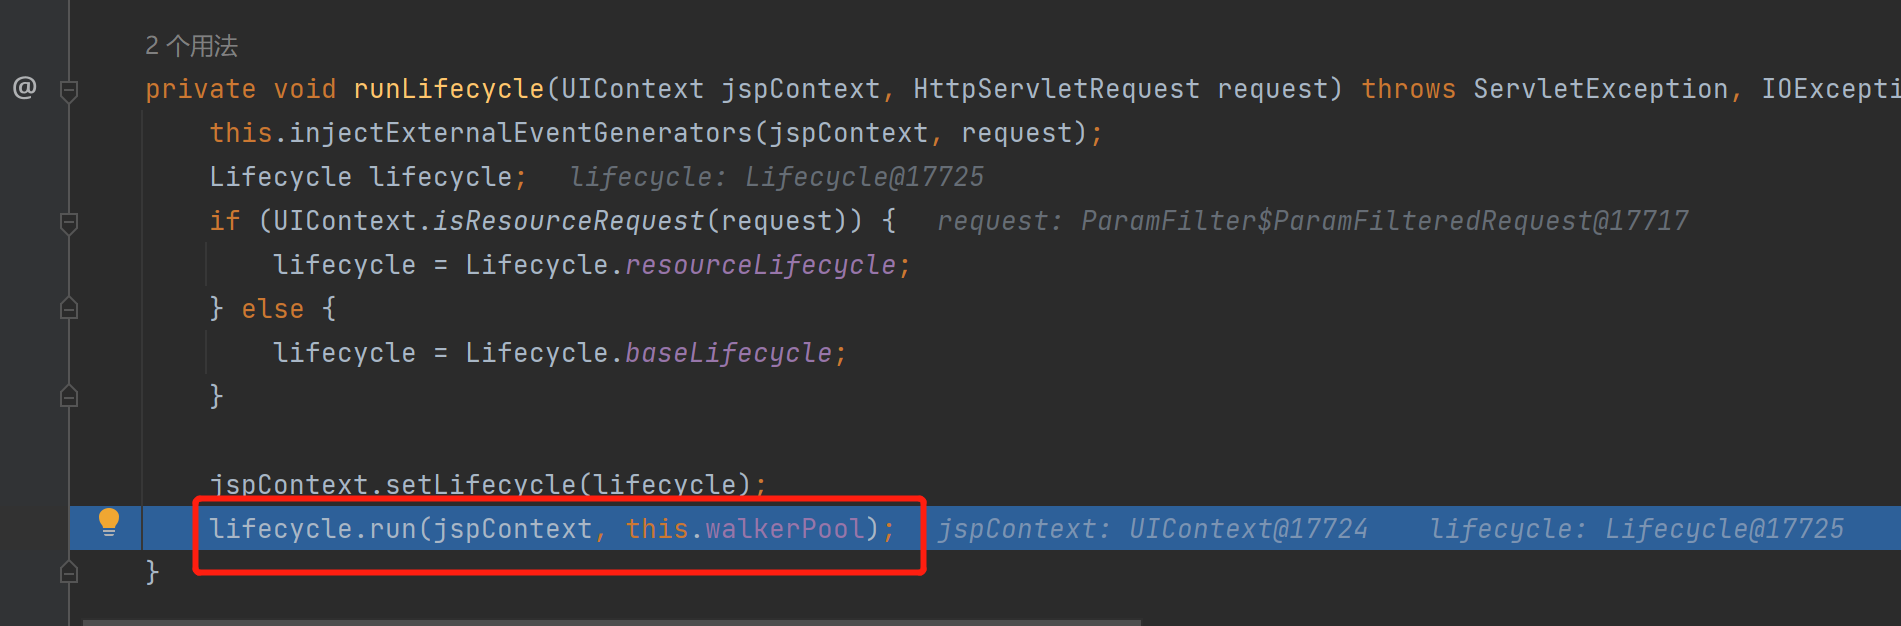 2 个用法
@ private void runLifecycle(UIContext jspContext, HttpServletRequest request) throws ServletException, IOExcepti
this.injectExternalEventGenerators(jspContext, request);
Lifecycle lifecycle; lifecycle: Lifecycle@17725
if (UIContext.isResourceRequest(request)) { request: ParamFilter$ParamFilteredRequest@17717
lifecycle = Lifecycle.resourceLifecycle;
} else {
lifecycle = Lifecycle.baseLifecycle;
}
jspContext.setLifecycle(lifecycle);
lifecycle.run(jspContext, this.walkerPool); jspContext: UIContext@17724 lifecycle: Lifecycle@17725
}